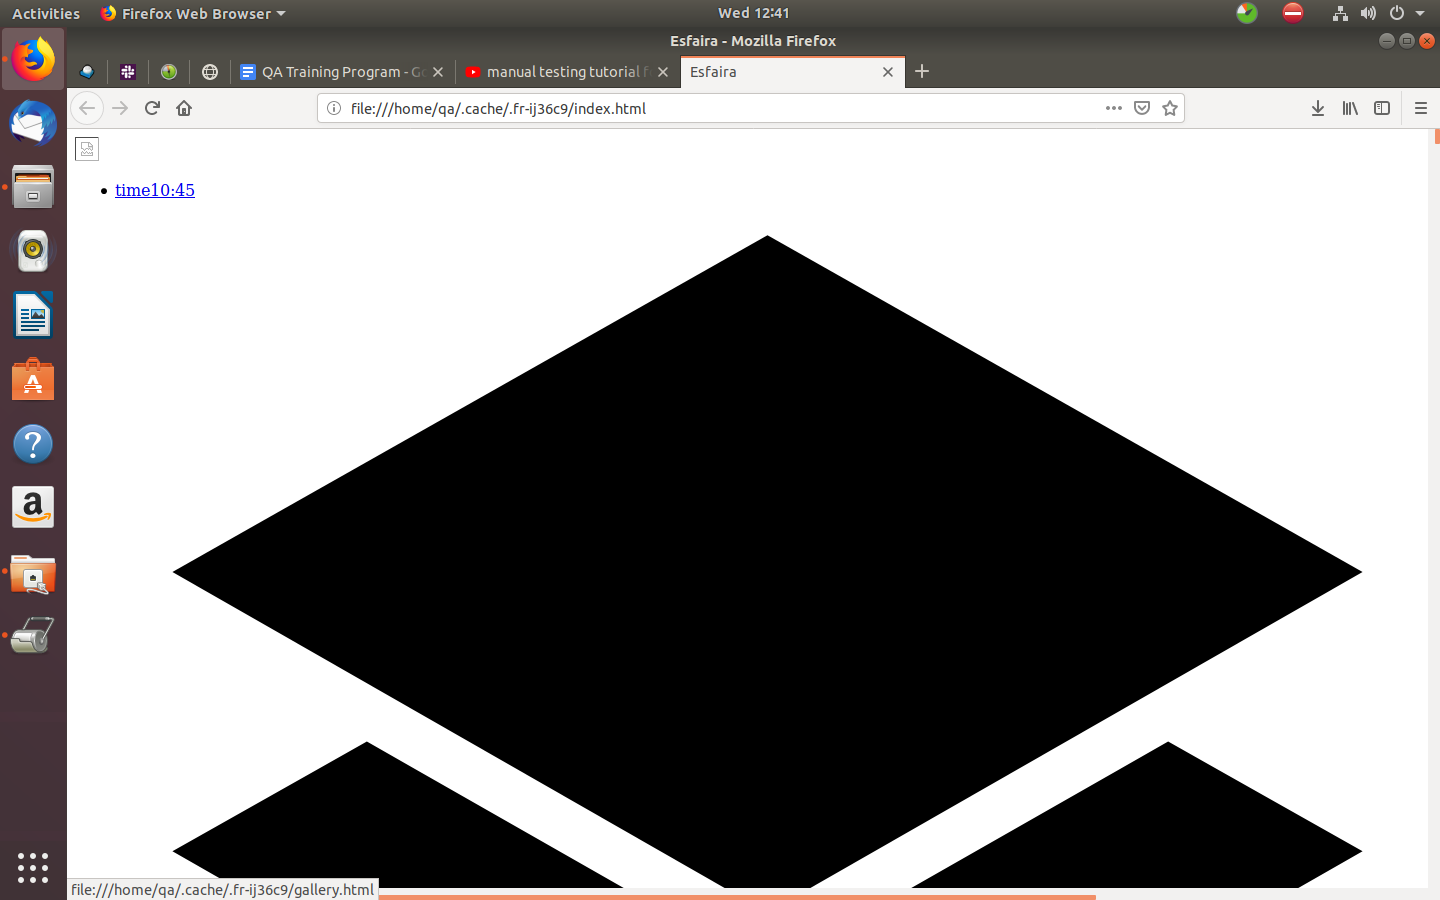 Activities
Firefox Web Browser
Wed 12:41
Esfaira - Mozilla Firefox
QA Training Program - Go
manual testing tutorial f
Esfaira
file:///home/qa/.cache/.fr-ij36c9/index.html
time10:45
file:///home/qa/.cache/.fr-ij36c9/gallery.html